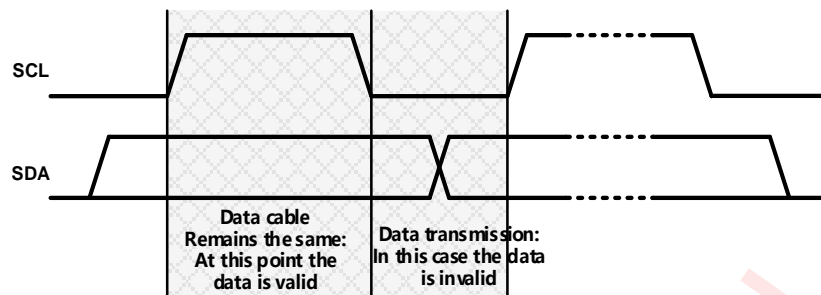 SCL
SDA
Data cable
Remains the same:
At this point the
data is valid
Data transmission:
In this case the data
is invalid